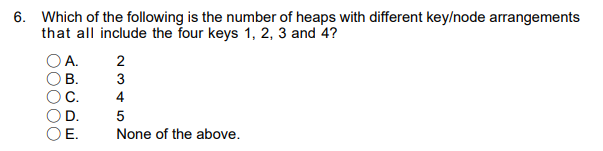 6. Which of the following is the number of heaps with different key/node arrangements
that all include the four keys 1, 2, 3 and 4?
A. 2
B. 3
C. 4
D. 5
E. None of the above.